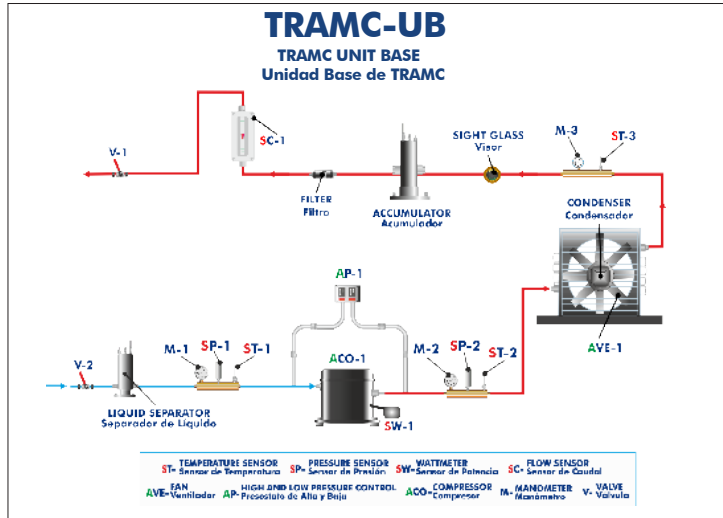 TRAMC-UB
TRAMC UNIT BASE
Unidad Base de TRAMC
V-1
SC-1
FILTER
Filtro
ACCUMULATOR
Acumulador
SIGHT GLASS
Visor
M-3
ST-3
CONDENSER
Condensador
AVE-1
AP-1
V-2
LIQUID SEPARATOR
Separador de Líquido
M-1
SP-1
ST-1
ACO-1
SW-1
M-2
SP-2
ST-2
ST- TEMPERATURE SENSOR
Sensor de Temperatura
SP- PRESSURE SENSOR
Sensor de Presión
SW- WATTMETER
Sensor de Potencia
SC- FLOW SENSOR
Sensor de Caudal
AVE- FAN
Ventilador
AP- HIGH AND LOW PRESSURE CONTROL
Presostato de Alta y Baja
ACO- COMPRESSOR
Compresor
M- MANOMETER
Manómetro
V- VALVE
Válvula